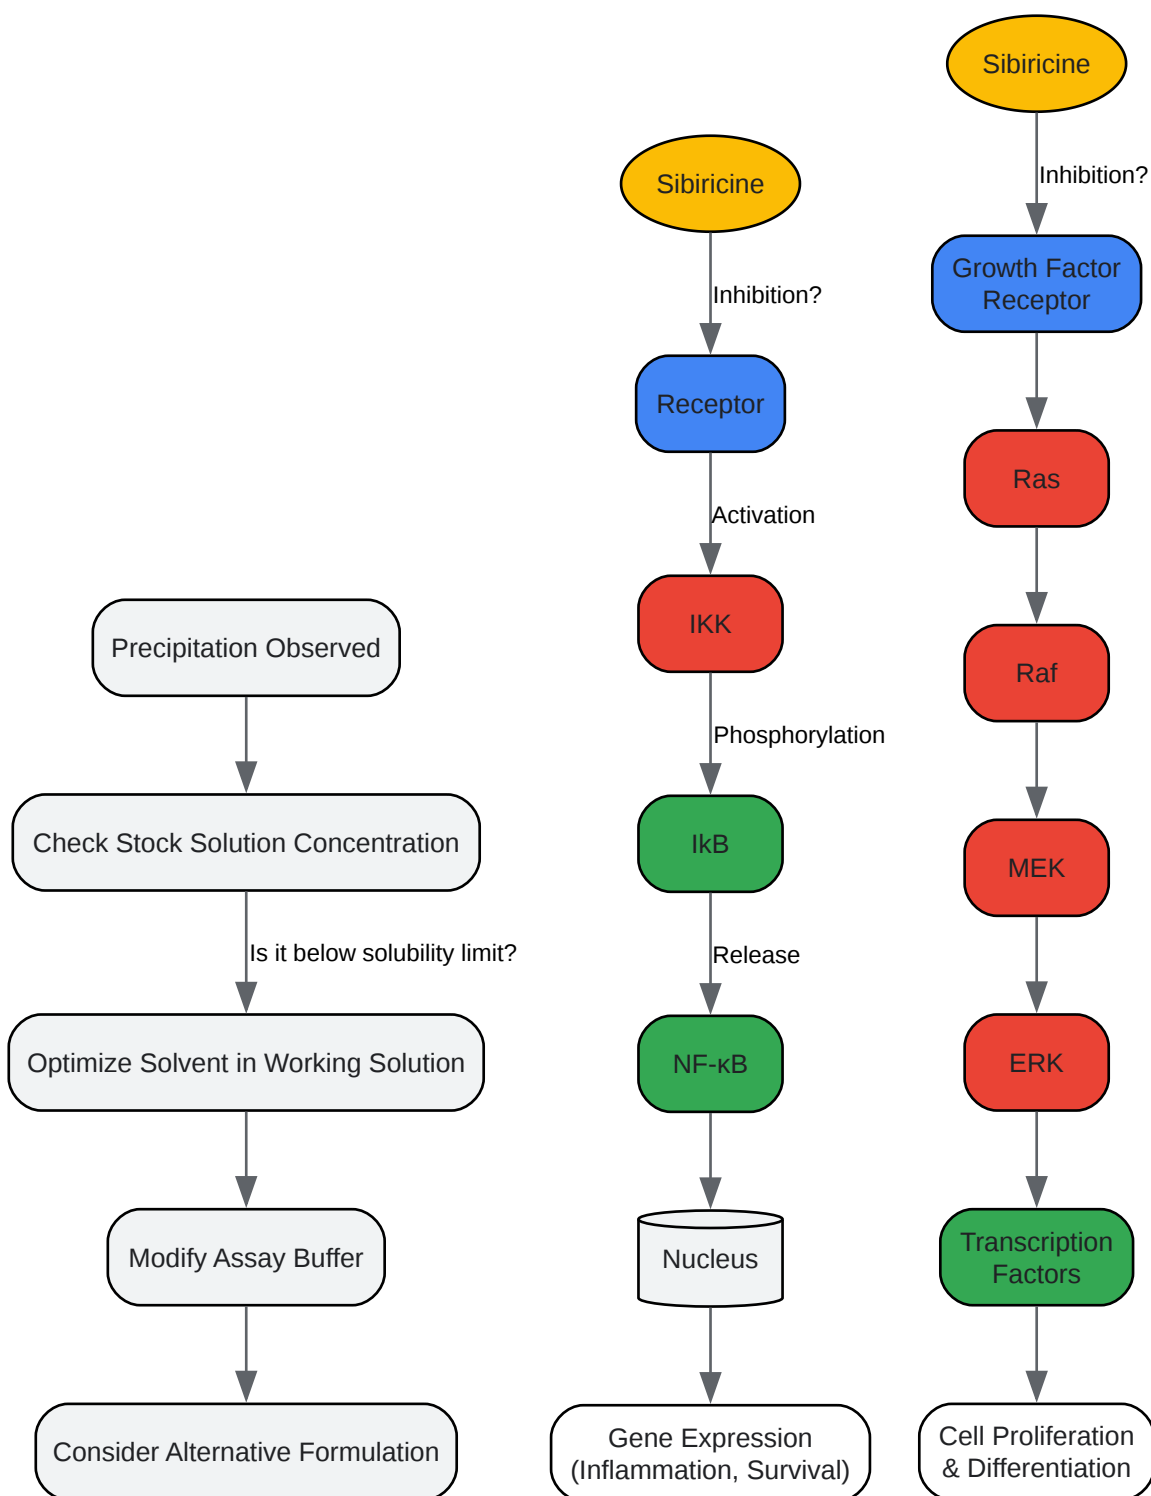 Precipitation Observed
Check Stock Solution Concentration
Is it below solubility limit?
Optimize Solvent in Working Solution
Modify Assay Buffer
Consider Alternative Formulation
Sibiricine
Inhibition?
Receptor
Activation
IKK
Phosphorylation
IkB
Release
NF-κB
Nucleus
Gene Expression
(Inflammation, Survival)
Sibiricine
Inhibition?
Growth Factor
Receptor
Ras
Raf
MEK
ERK
Transcription
Factors
Cell Proliferation
& Differentiation